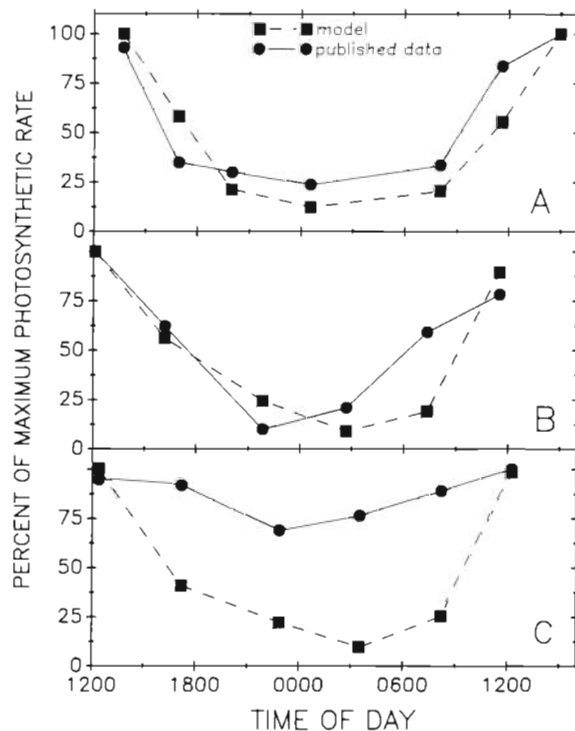 PERCENT OF MAXIMUM PHOTOSYNTHETIC RATE
model
published data
100
75
50
25
0
A
75
50
25
0
B
75
50
25
0
C
1200 1800 0000 0600 1200
TIME OF DAY